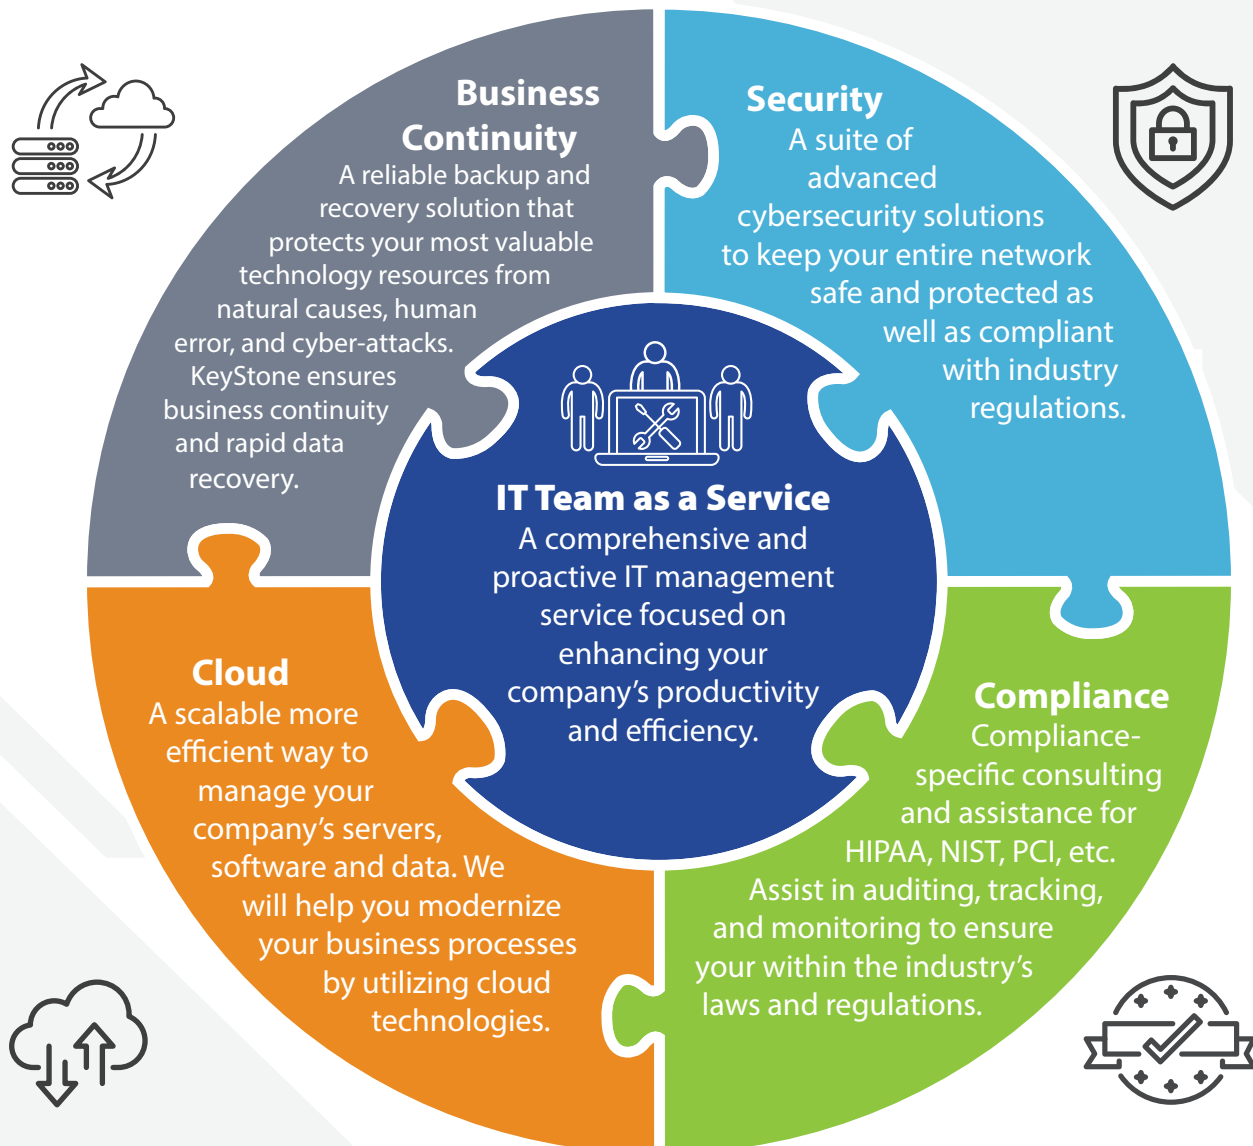 Business
Continuity
A reliable backup and
recovery solution that
protects your most valuable
technology resources from
natural causes, human
error, and cyber-attacks.
KeyStone ensures
business continuity
and rapid data
recovery.
Security
A suite of
advanced
cybersecurity solutions
to keep your entire network
safe and protected as
well as compliant
with industry
regulations.
IT Team as a Service
A comprehensive and
proactive IT management
service focused on
enhancing your
company’s productivity
and efficiency.
Cloud
A scalable more
efficient way to
manage your
company’s servers,
software and data. We
will help you modernize
your business processes
by utilizing cloud
technologies.
Compliance
Compliance-
specific consulting
and assistance for
HIPAA, NIST, PCI, etc.
Assist in auditing, tracking,
and monitoring to ensure
your within the industry’s
laws and regulations.